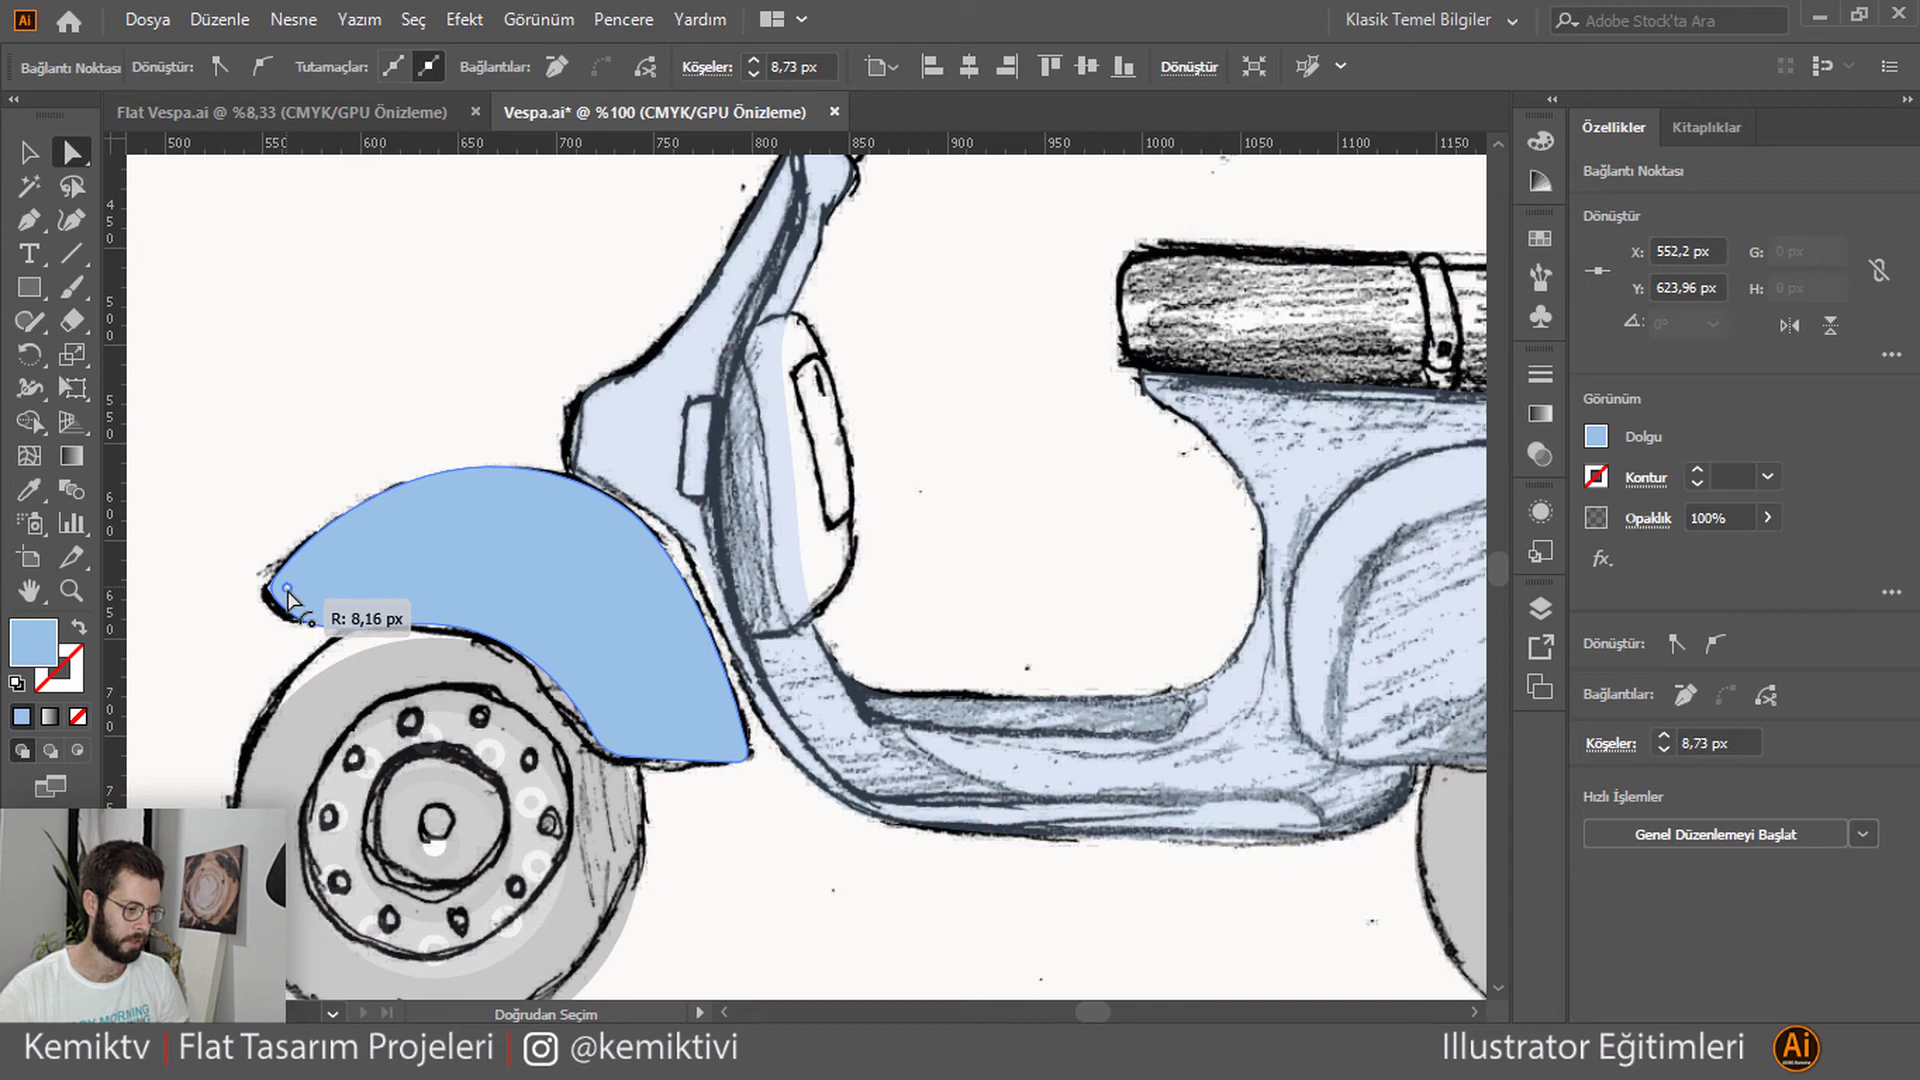 Ai Dosya Düzenle Nesne Yazım Seç Efekt Görünüm Pencere Yardım Klasik Temel Bilgiler Adobe Stock'ta Ara
Bağlantı Noktası Dönüştür: Tutamaçlar: Bağlantılar: Köşeler: 8,73 px Dönüştür
Flat Vespa.ai @ %8,33 (CMYK/GPU Önizleme) Vespa.ai* @ %100 (CMYK/GPU Önizleme)
500 550 600 650 700 750 800 850 900 950 1000 1050 1100 1150
Özellikler Kitaplıklar
Bağlantı Noktası
Dönüştür
X: 552,2 px G: 0 px
Y: 623,96 px H: 0 px
0°
Görünüm
Dolgu
Kontur
Opaklık 100%
fx.
R: 8,16 px
Dönüştür:
Bağlantılar:
Köşeler: 8,73 px
Hızlı İşlemler
Genel Düzenlemeyi Başlat
Doğrudan Seçim
Kemiktv | Flat Tasarım Projeleri | @kemiktivi Illustrator Eğitimleri Ai